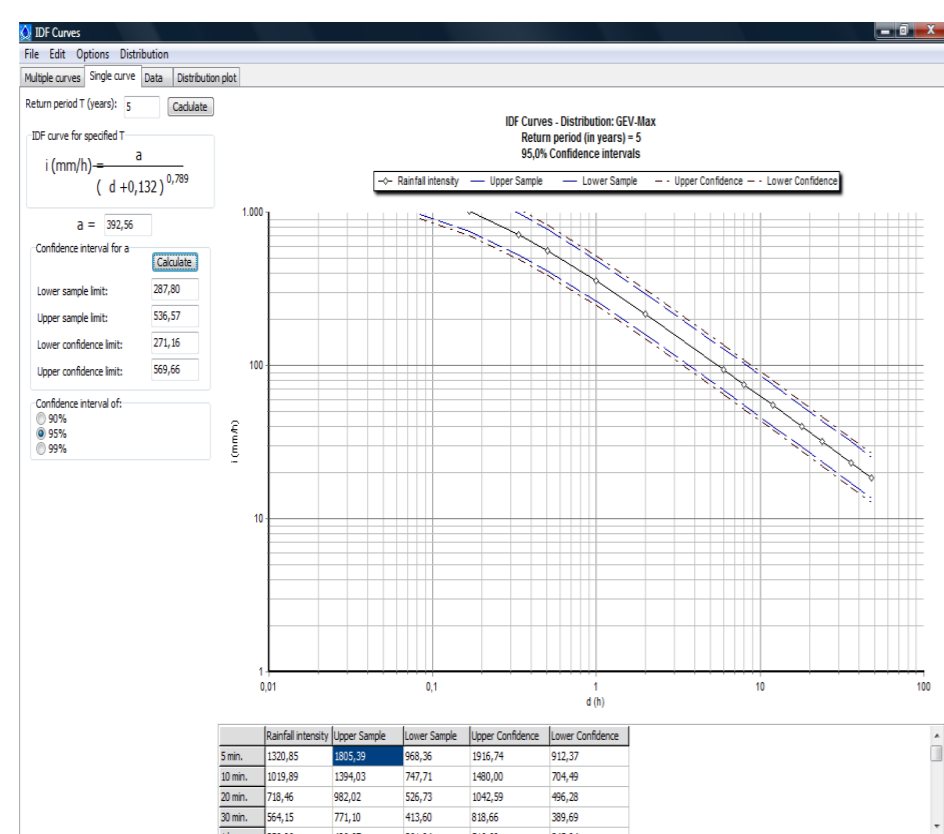 IDF Curves
File Edit Options Distribution
Multiple curves Single curve Data Distribution plot
Return period T (years): 5 Caclulate
IDF curve for specified T
i (mm/h)= a
( d +0,132 ) 0,789
a = 392,56
Confidence interval for a
Calculate
Lower sample limit: 287,80
Upper sample limit: 536,57
Lower confidence limit: 271,16
Upper confidence limit: 569,66
Confidence interval of:
90%
95%
99%
IDF Curves - Distribution: GEV-Max
Return period (in years) = 5
95,0% Confidence intervals
Rainfall intensity Upper Sample Lower Sample Upper Confidence Lower Confidence
1.000
100
10
1
i (mm/h)
0,01 0,1 1 10 100
d (h)
Rainfall intensity Upper Sample Lower Sample Upper Confidence Lower Confidence
5 min. 1320,85 1805,39 968,36 1916,74 912,37
10 min. 1019,89 1394,03 747,71 1480,00 704,49
20 min. 718,46 982,02 526,73 1042,59 496,28
30 min. 564,15 771,10 413,60 818,66 389,69